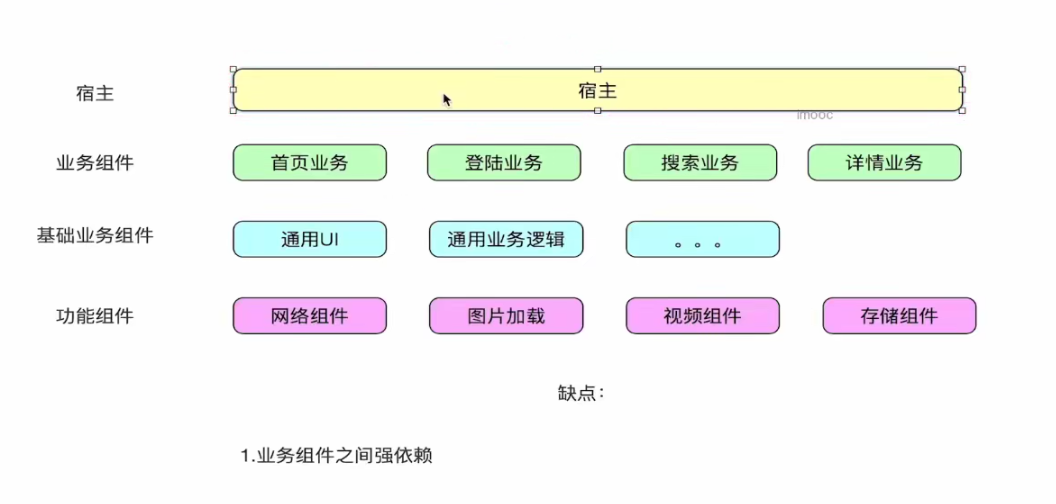 宿主 宿主
imooc
业务组件 首页业务 登陆业务 搜索业务 详情业务
基础业务组件 通用UI 通用业务逻辑 。。。
功能组件 网络组件 图片加载 视频组件 存储组件
缺点：
1.业务组件之间强依赖